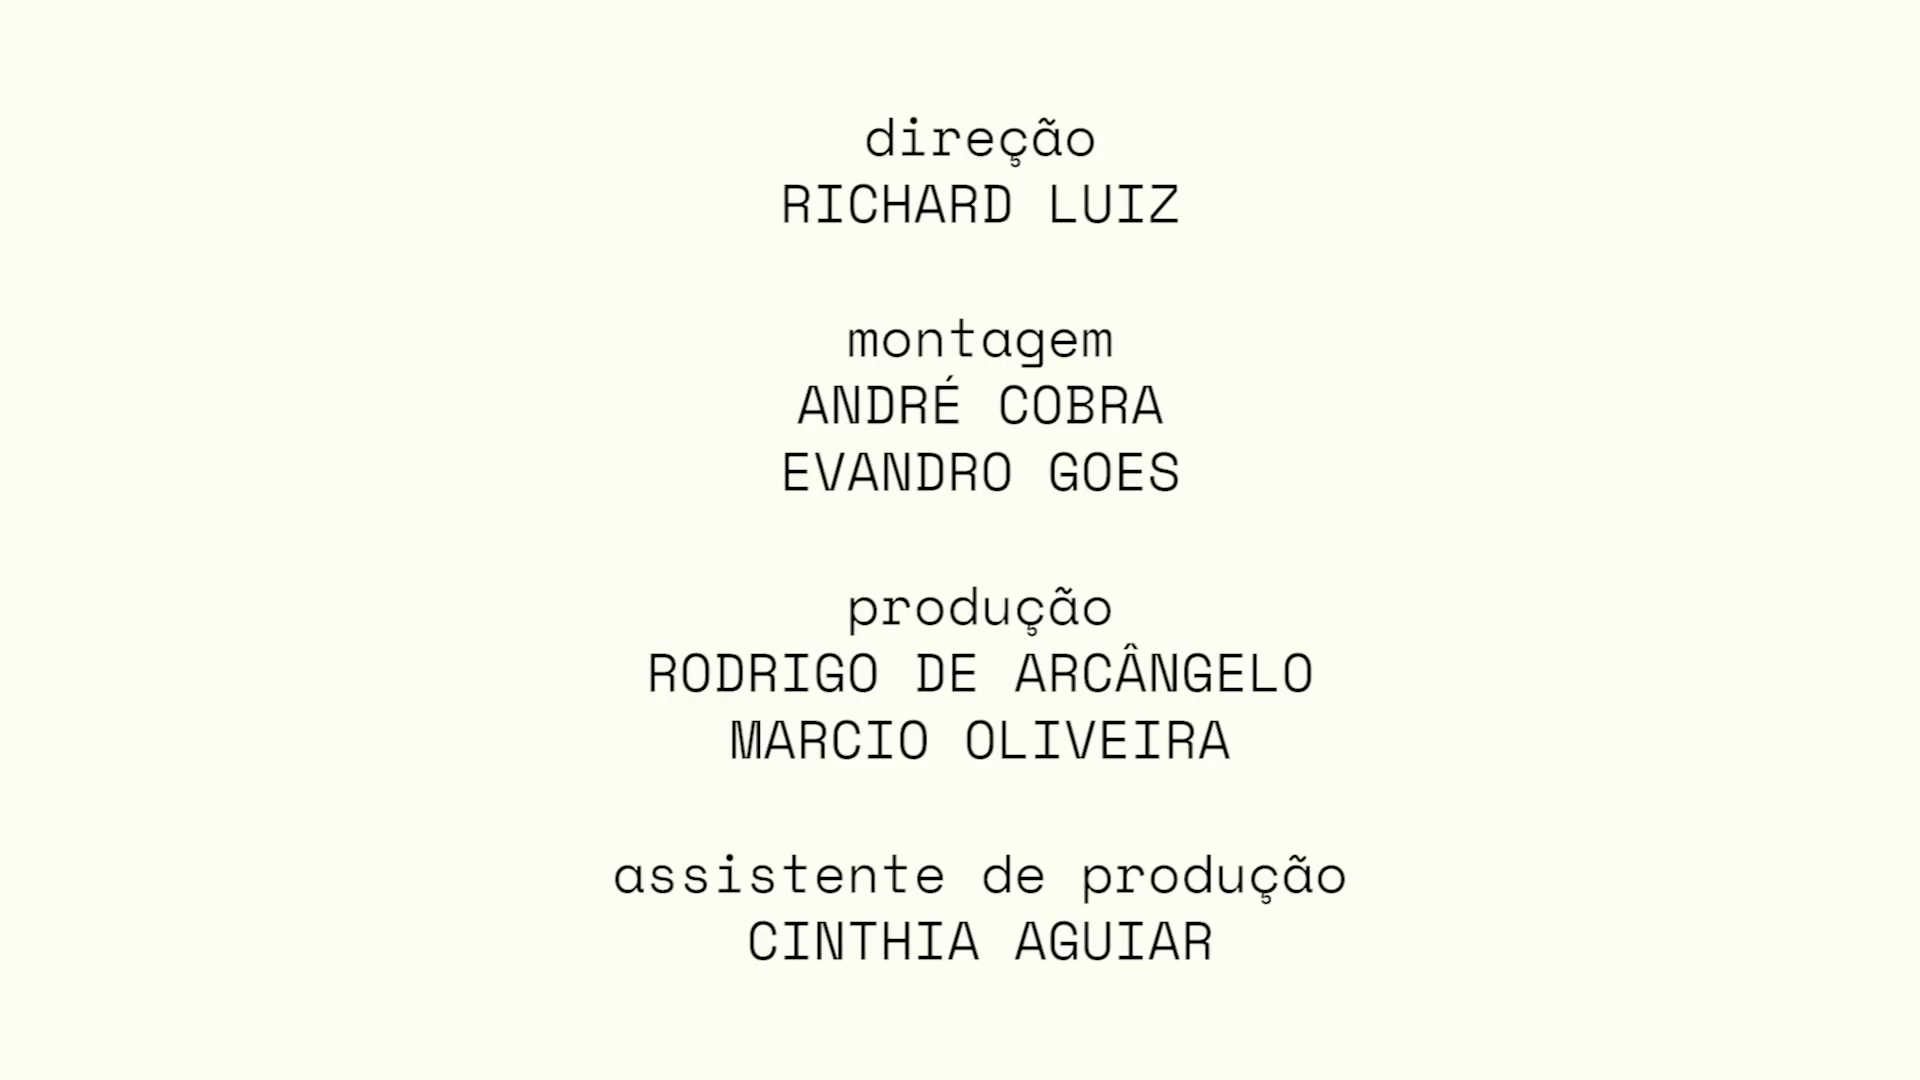 direção
RICHARD LUIZ
montagem
ANDRÉ COBRA
EVANDRO GOES
produção
RODRIGO DE ARCÂNGELO
MARCIO OLIVEIRA
assistente de produção
CINTHIA AGUIAR